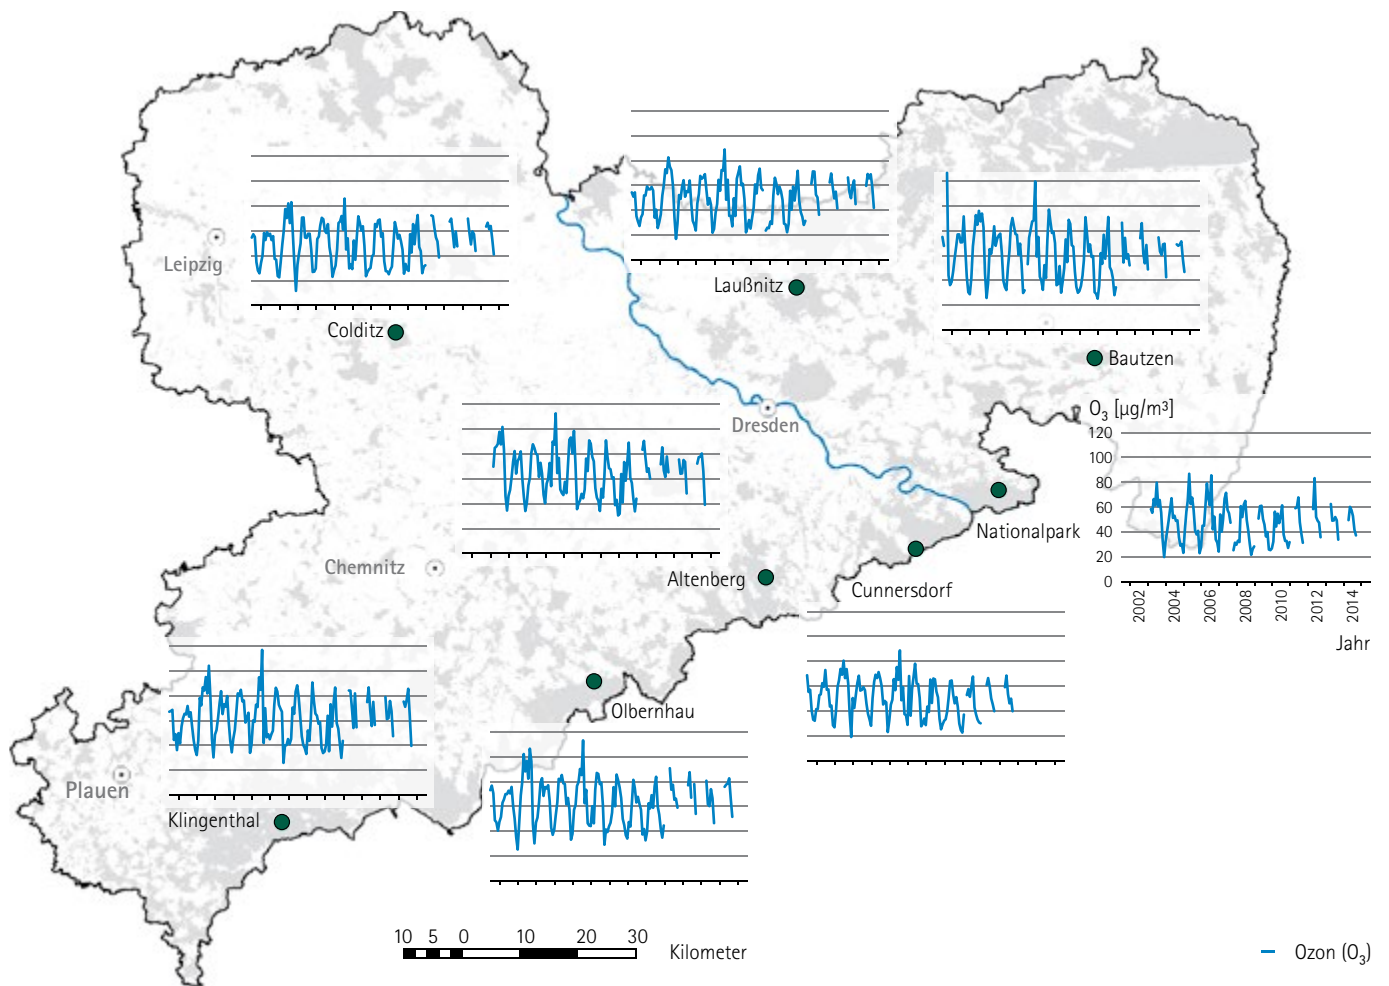 Leipzig
Colditz
Laußnitz
Bautzen
Dresden
O₃ [µg/m³]
120
100
80
60
40
20
0
2002
2004
2006
2008
2010
2012
2014
Jahr
Nationalpark
Chemnitz
Altenberg
Cunnersdorf
Olbernhau
Plauen
Klingenthal
10 5 0 10 20 30 Kilometer
Ozon (O₃)